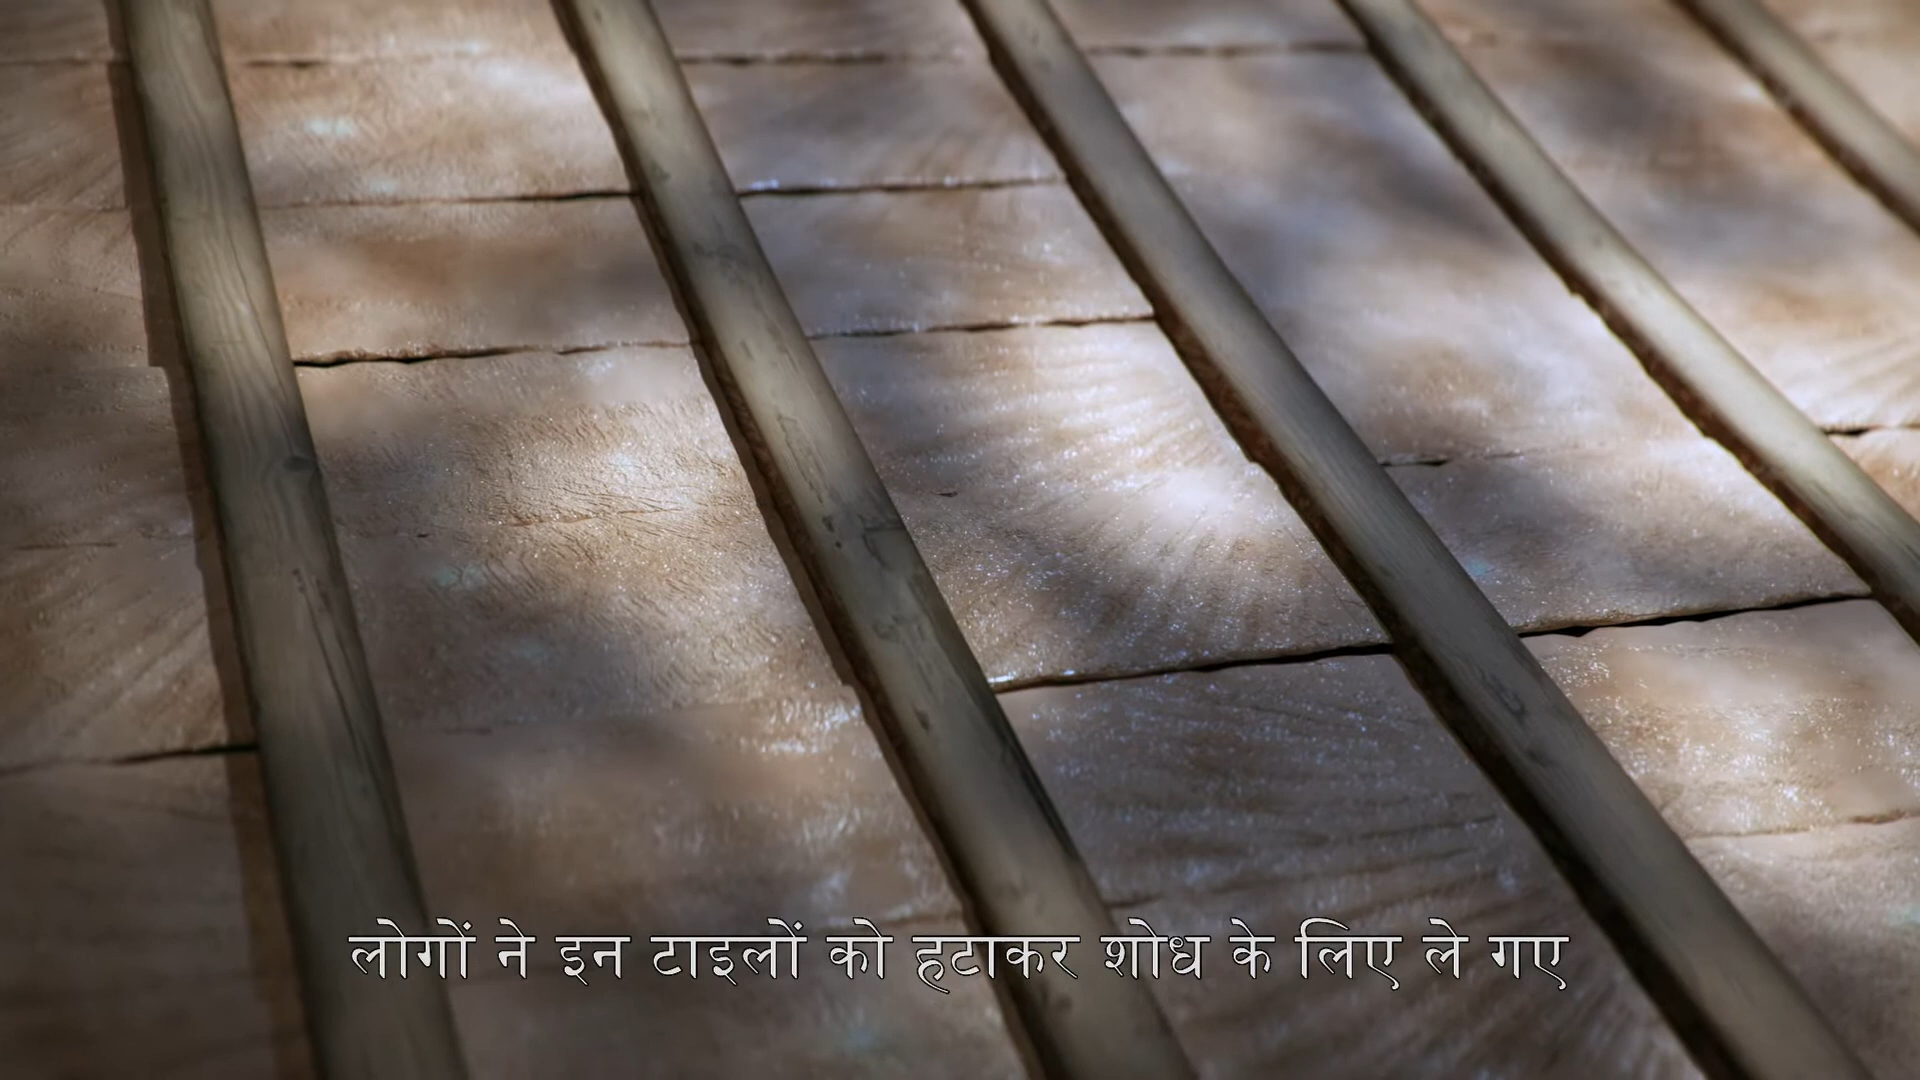 लोगों ने इन टाइलों को हटाकर शोध के लिए ले गए